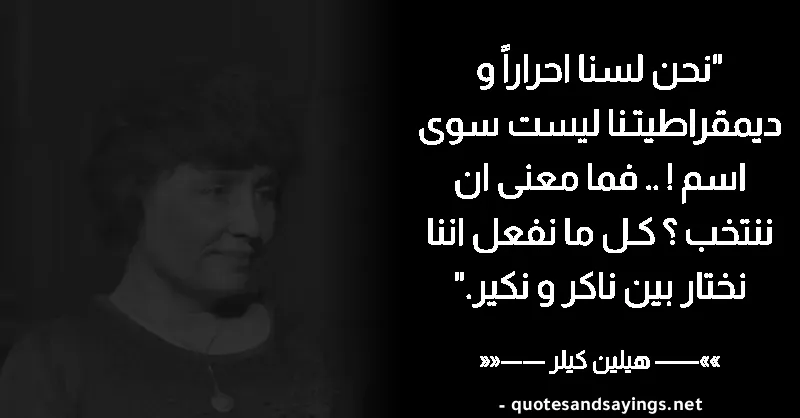 "نحن لسنا احراراً و
ديمقراطيتنا ليست سوى
اسم ! .. فما معنى ان
ننتخب ؟ كل ما نفعل اننا
نختار بين ناكر و نكير."
»»—— هيلين كيلر ——««
- quotesandsayings.net